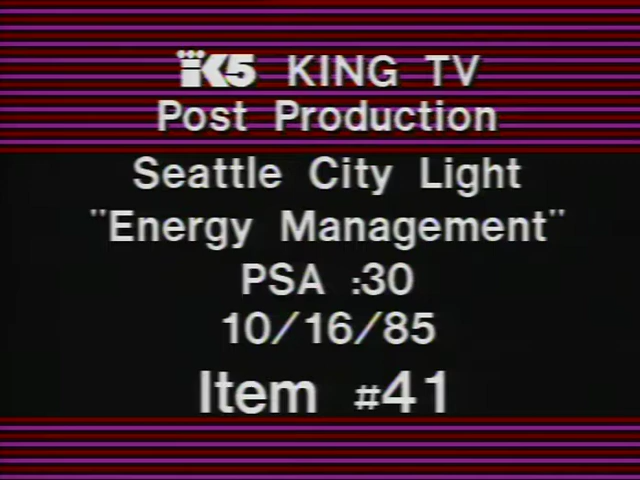 K5 KING TV
Post Production
Seattle City Light
"Energy Management"
PSA :30
10/16/85
Item #41